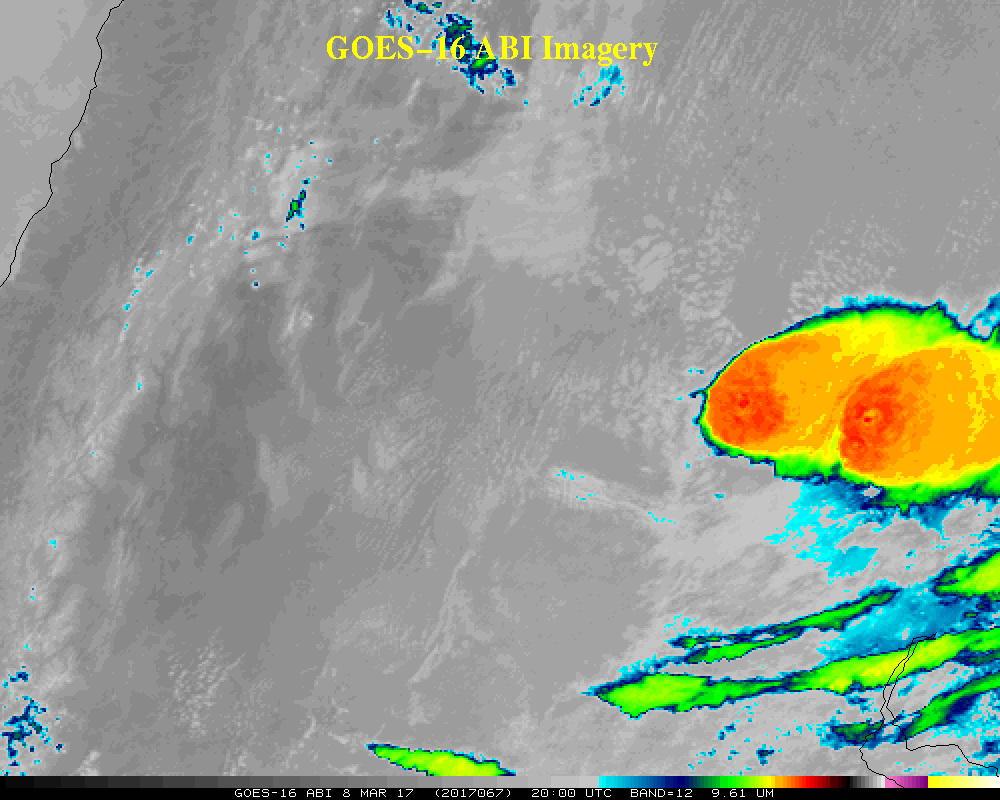 GOES-16 ABI Imagery
GOES-16 ABI 8 MAR 17 (2017067) 20:00 UTC BAND-12 9.61 UM